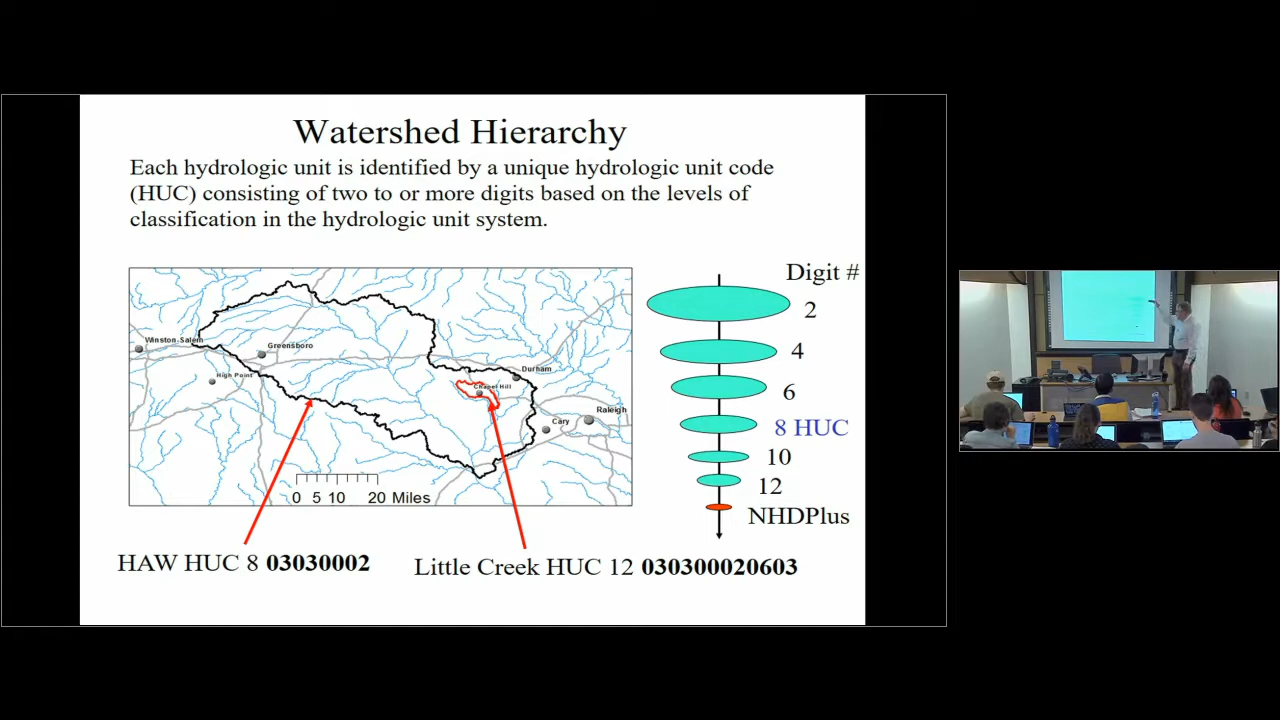 Watershed Hierarchy
Each hydrologic unit is identified by a unique hydrologic unit code
(HUC) consisting of two to or more digits based on the levels of
classification in the hydrologic unit system.
Digit #
2
4
6
8 HUC
10
12
NHDPlus
Winston-Salem
Greensboro
High Point
Durham
Chapel Hill
Raleigh
Cary
0 5 10 20 Miles
HAW HUC 8 03030002
Little Creek HUC 12 030300020603